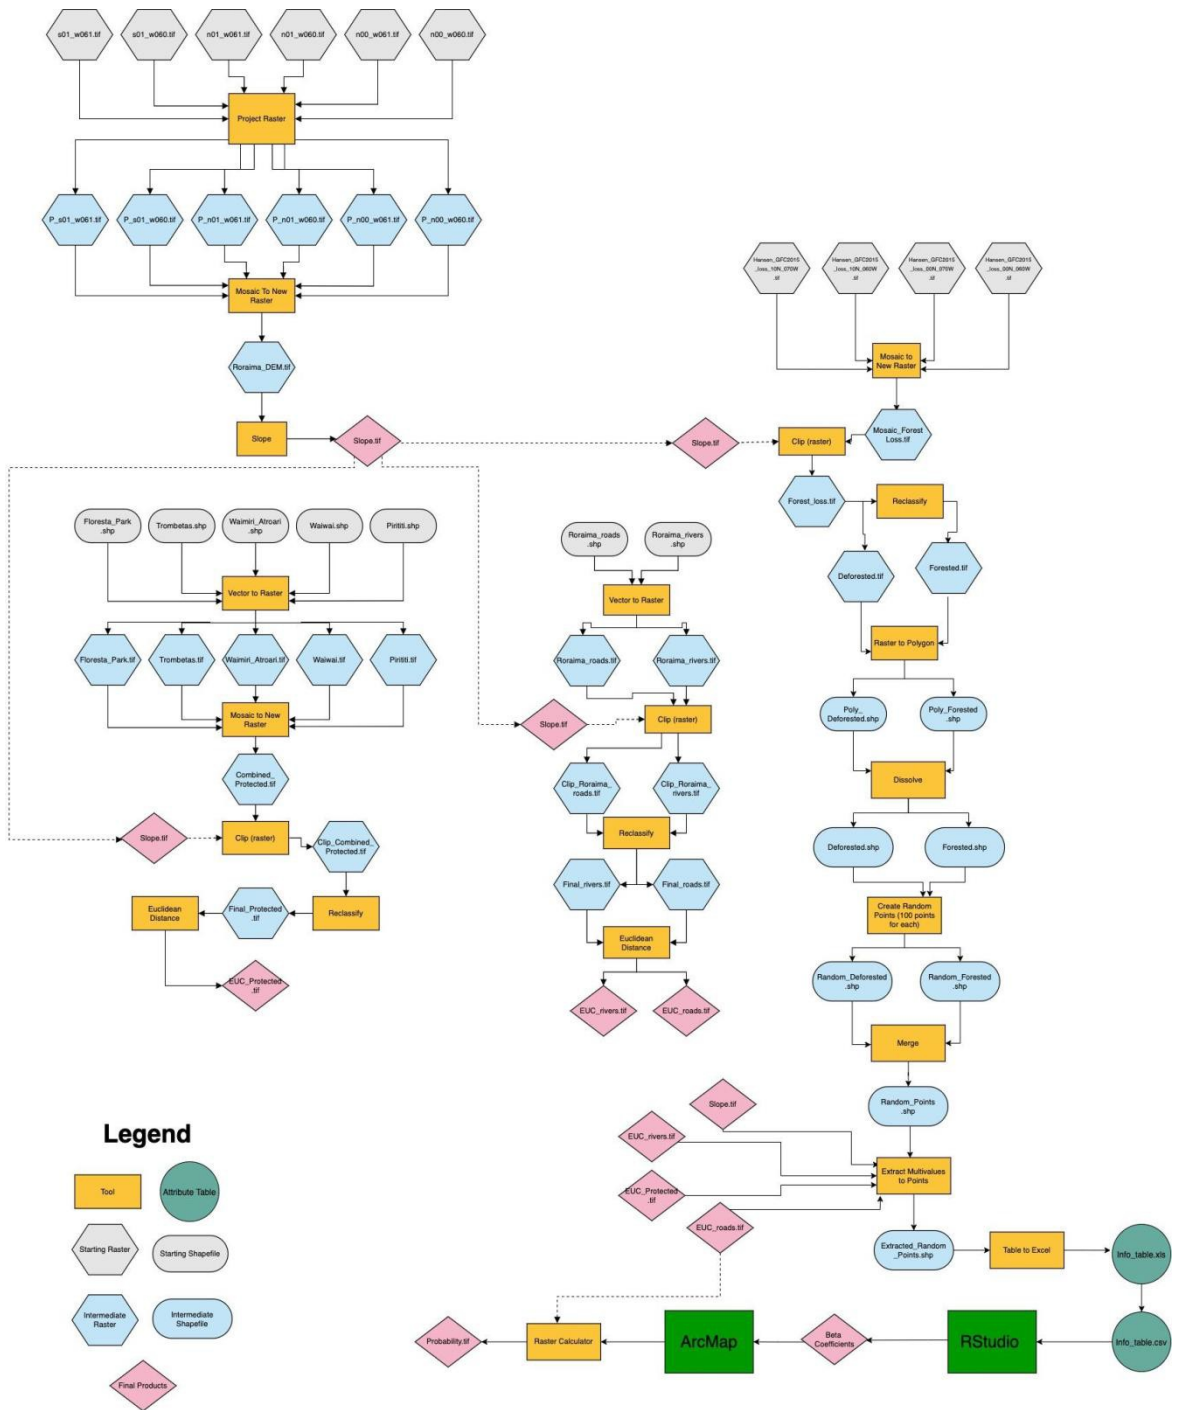 s01_w061.tif
s01_w060.tif
n01_w061.tif
n01_w060.tif
n00_w061.tif
n00_w060.tif
Project Raster
P_s01_w061.tif
P_s01_w060.tif
P_n01_w061.tif
P_n01_w060.tif
P_n00_w061.tif
P_n00_w060.tif
Mosaic To New
Raster
Roraima_DEM.tif
Slope
Slope.tif
Hansen_GFC2015
_loss_10N_070W
.tif
Hansen_GFC2015
_loss_10N_060W
.tif
Hansen_GFC2015
_loss_00N_070W
.tif
Hansen_GFC2015
_loss_00N_060W
.tif
Mosaic to
New Raster
Mosaic_Forest
Loss.tif
Slope.tif
Clip (raster)
Forest_loss.tif
Reclassify
Deforested.tif
Forested.tif
Raster to Polygon
Poly_
Deforested.shp
Poly_Forested
.shp
Dissolve
Deforested.shp
Forested.shp
Create Random
Points (100 points
for each)
Random_Deforested
.shp
Random_Forested
.shp
Merge
Random_Points
.shp
Floresta_Park
.shp
Trombetas.shp
Waimiri_Atroari
.shp
Waiwai.shp
Pirititi.shp
Vector to Raster
Floresta_Park.tif
Trombetas.tif
Waimiri_Atroari.tif
Waiwai.tif
Pirititi.tif
Mosaic to New
Raster
Combined_
Protected.tif
Slope.tif
Clip (raster)
Clip_Combined_
Protected.tif
Euclidean
Distance
Final_Protected
.tif
Reclassify
EUC_Protected
.tif
Roraima_roads
.shp
Roraima_rivers
.shp
Vector to Raster
Roraima_roads.tif
Roraima_rivers.tif
Slope.tif
Clip (raster)
Clip_Roraima_
roads.tif
Clip_Roraima_
rivers.tif
Reclassify
Final_rivers.tif
Final_roads.tif
Euclidean
Distance
EUC_rivers.tif
EUC_roads.tif
Slope.tif
EUC_rivers.tif
EUC_Protected
.tif
EUC_roads.tif
Extract Multivalues
to Points
Extracted_Random
_Points.shp
Table to Excel
Info_table.xls
Info_table.csv
RStudio
Beta
Coefficients
ArcMap
Raster Calculator
Probability.tif
Legend
Tool
Attribute Table
Starting Raster
Starting Shapefile
Intermediate
Raster
Intermediate
Shapefile
Final Products